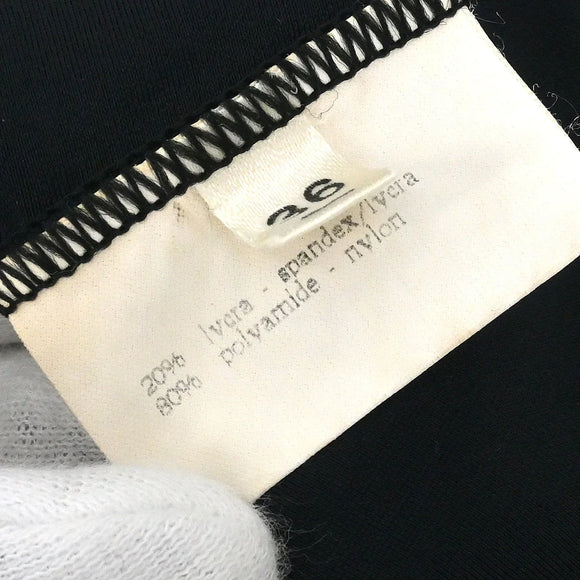 36
20% lycra - spandex/lycra
80% polyamide - nylon